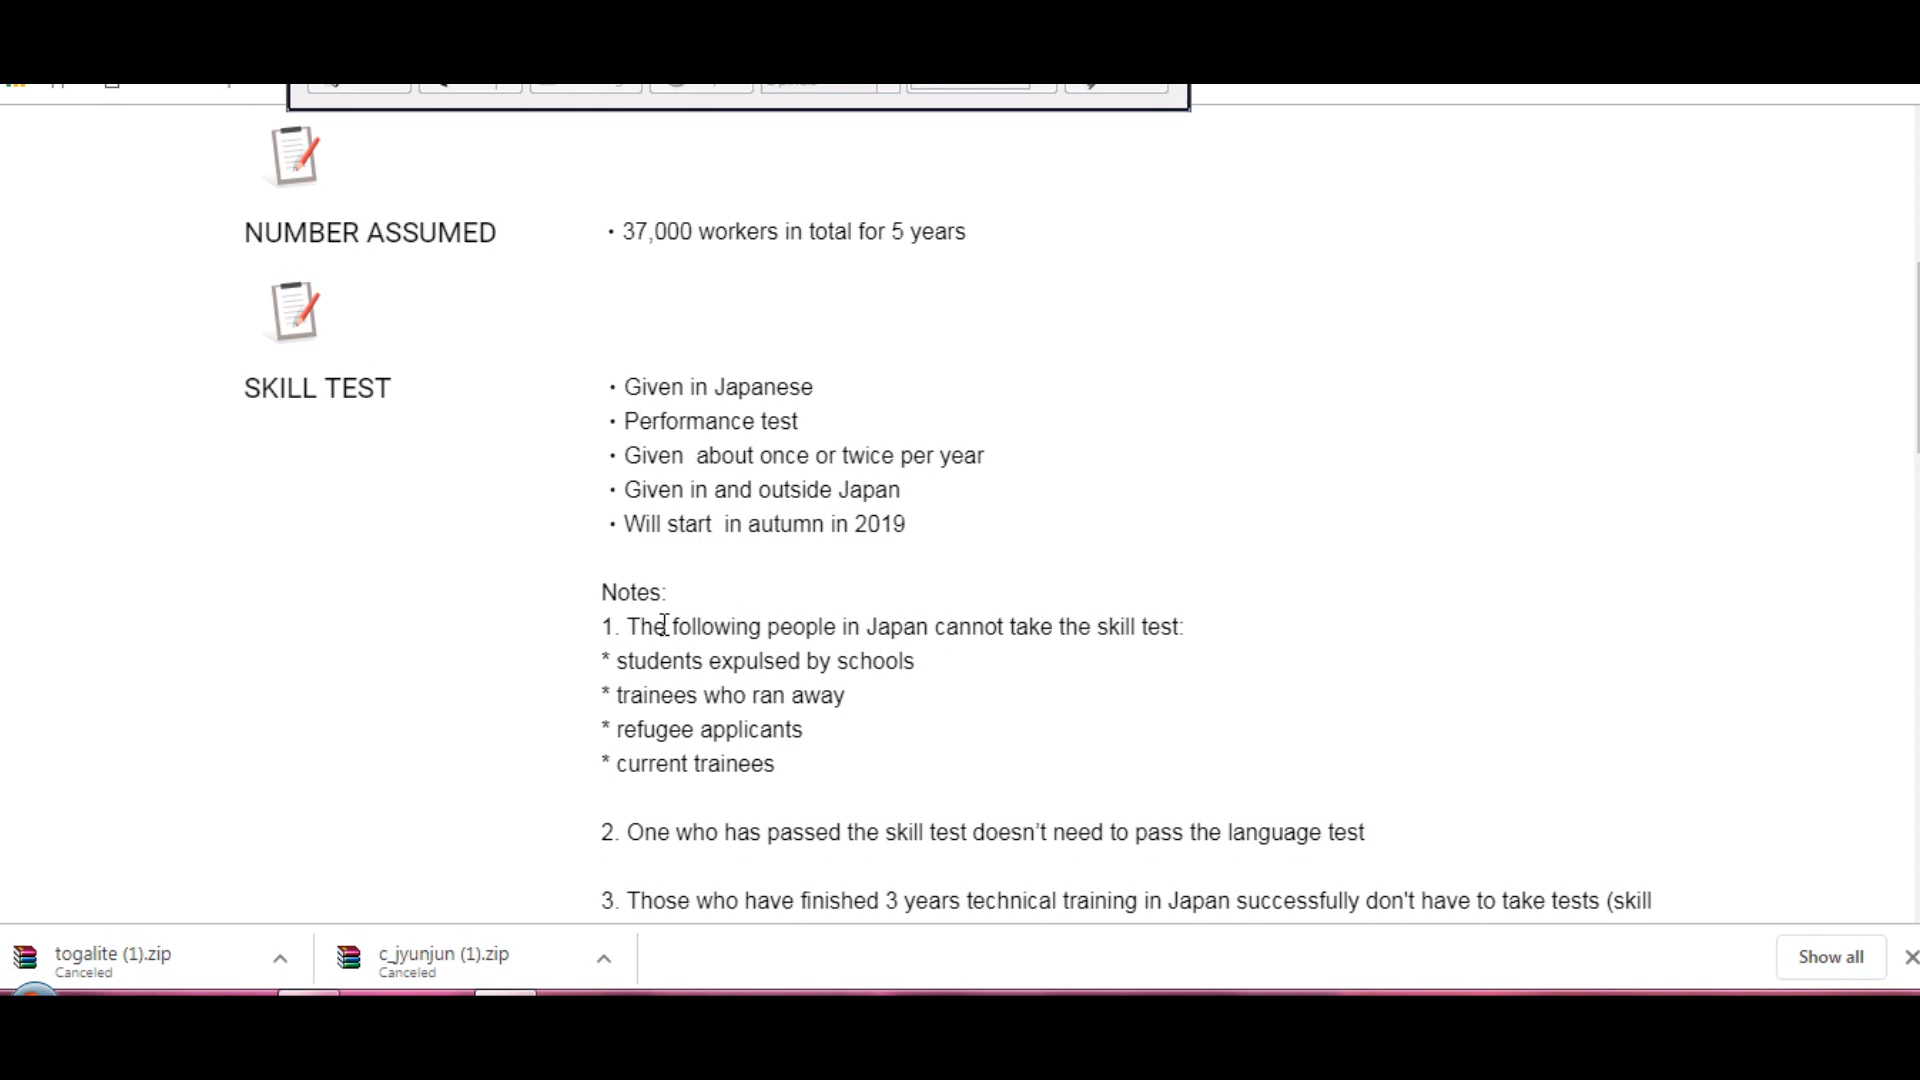 NUMBER ASSUMED
・37,000 workers in total for 5 years
SKILL TEST
・Given in Japanese
・Performance test
・Given  about once or twice per year
・Given in and outside Japan
・Will start  in autumn in 2019
Notes:
1. The following people in Japan cannot take the skill test:
* students expulsed by schools
* trainees who ran away
* refugee applicants
* current trainees
2. One who has passed the skill test doesn’t need to pass the language test
3. Those who have finished 3 years technical training in Japan successfully don't have to take tests (skill
togalite (1).zip
Canceled
c_jyunjun (1).zip
Canceled
Show all